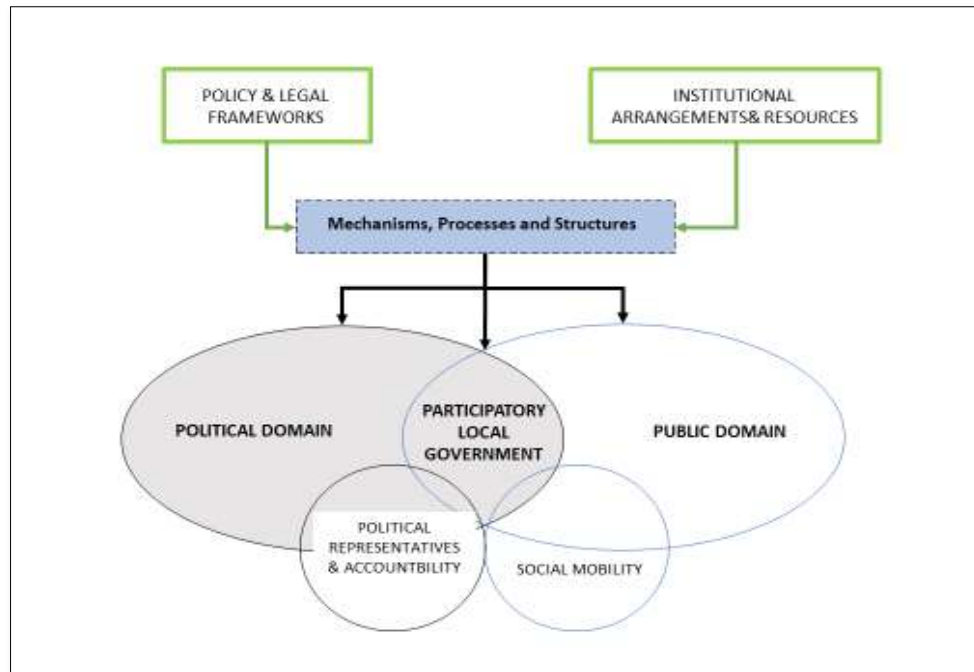 POLICY & LEGAL
FRAMEWORKS
INSTITUTIONAL
ARRANGEMENTS& RESOURCES
Mechanisms, Processes and Structures
POLITICAL DOMAIN
PARTICIPATORY
LOCAL
GOVERNMENT
PUBLIC DOMAIN
POLITICAL
REPRESENTATIVES
& ACCOUNTBILITY
SOCIAL MOBILITY